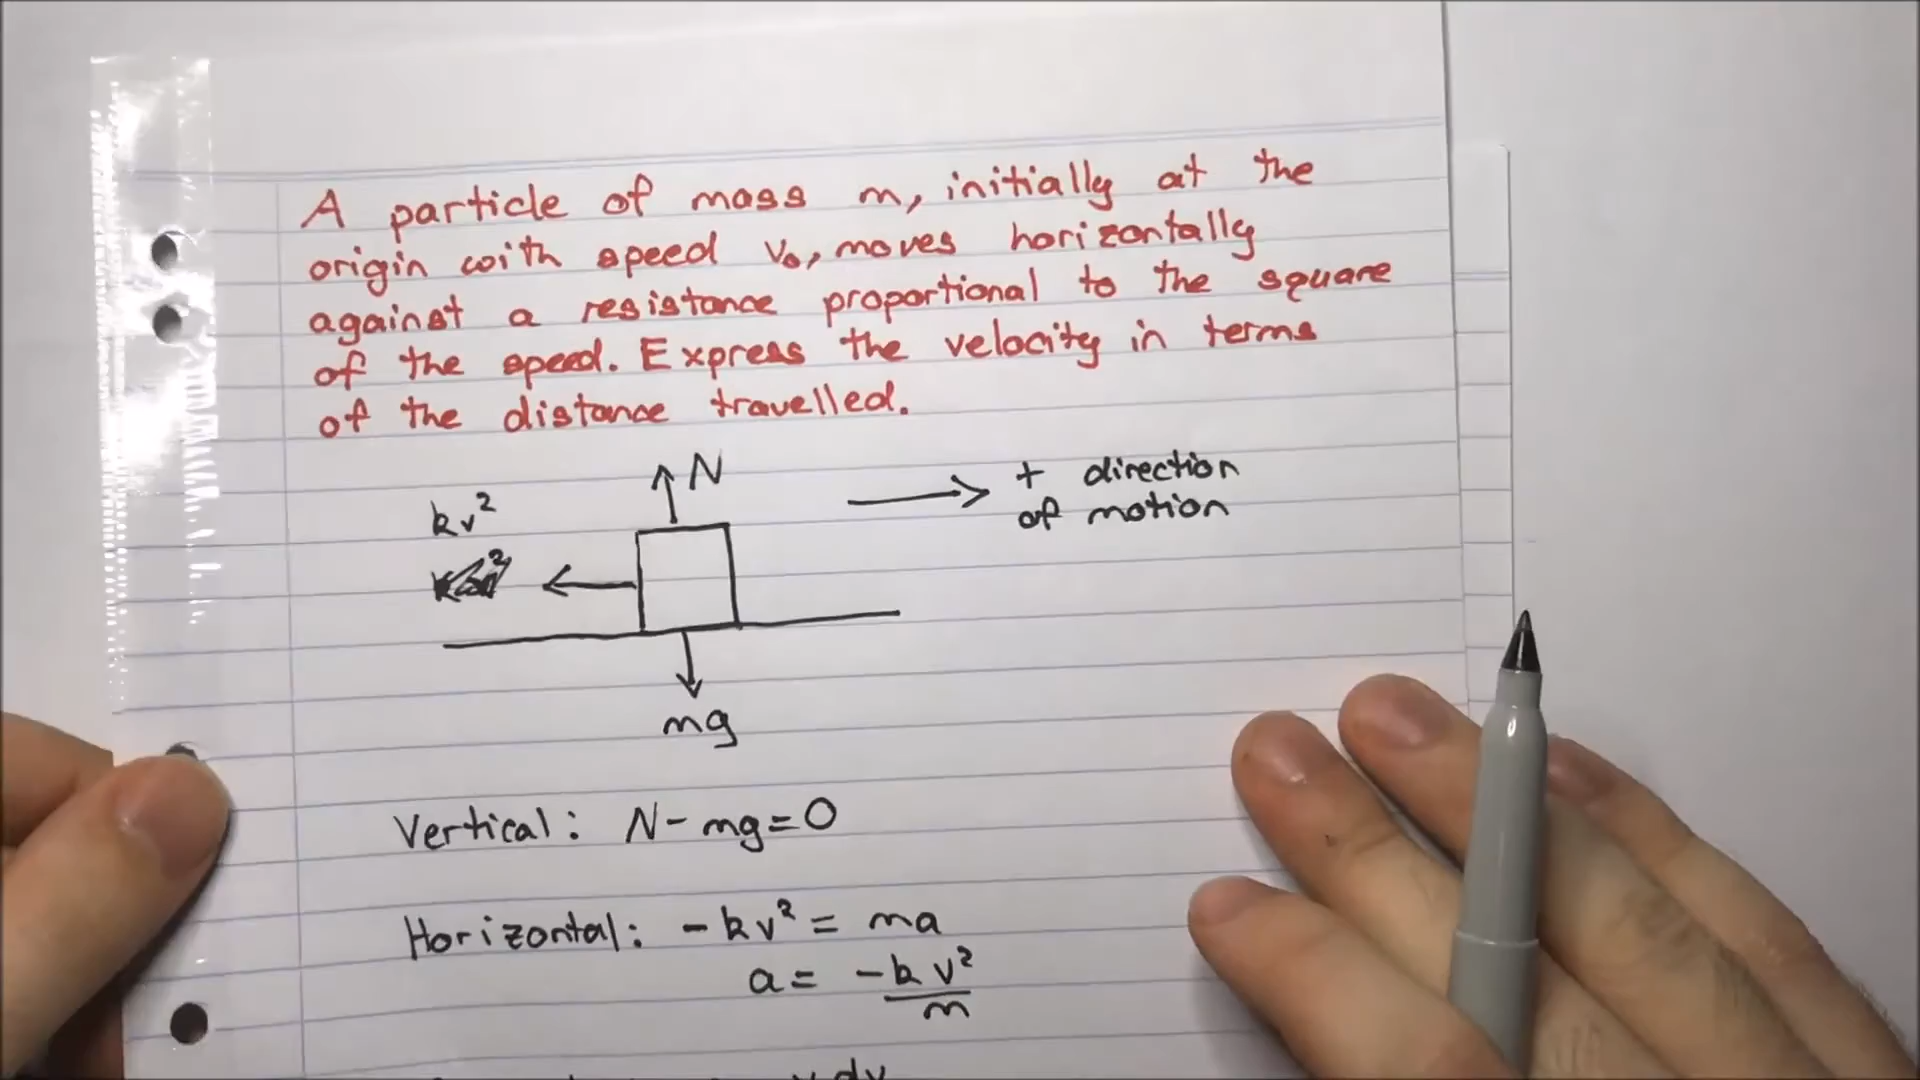 A particle of mass m, initially at the
origin with speed v₀, moves horizontally
against a resistance proportional to the square
of the speed. Express the velocity in terms
of the distance travelled.
N
+ direction
of motion
kv²
mg
Vertical: N - mg = 0
Horizontal: -kv² = ma
a = -kv²/m
vdv